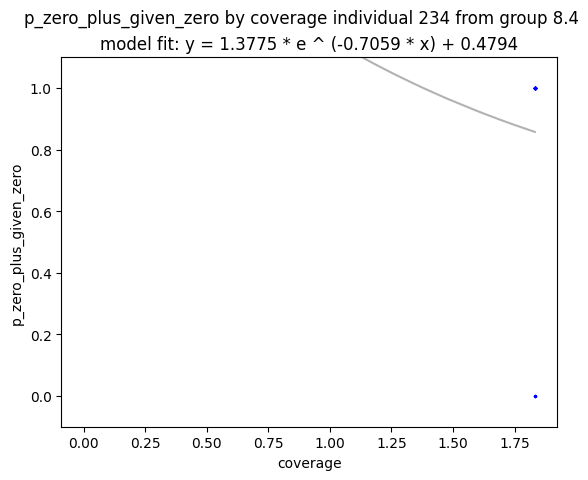 p_zero_plus_given_zero by coverage individual 234 from group 8.4
model fit: y = 1.3775 * e ^ (-0.7059 * x) + 0.4794
1.0
0.8
0.6
0.4
0.2
0.0
p_zero_plus_given_zero
0.00 0.25 0.50 0.75 1.00 1.25 1.50 1.75
coverage